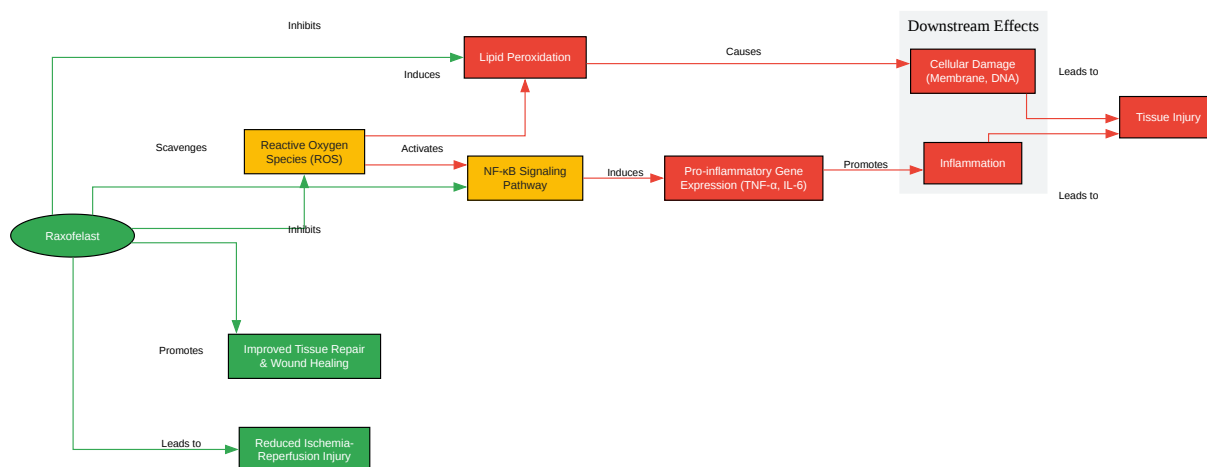 Inhibits
Downstream Effects
Lipid Peroxidation
Causes
Cellular Damage
(Membrane, DNA)
Leads to
Induces
Tissue Injury
Scavenges
Reactive Oxygen
Species (ROS)
Activates
NF-κB Signaling
Pathway
Induces
Pro-inflammatory Gene
Expression (TNF-α, IL-6)
Promotes
Inflammation
Leads to
Raxofelast
Inhibits
Promotes
Improved Tissue Repair
& Wound Healing
Leads to
Reduced Ischemia-
Reperfusion Injury